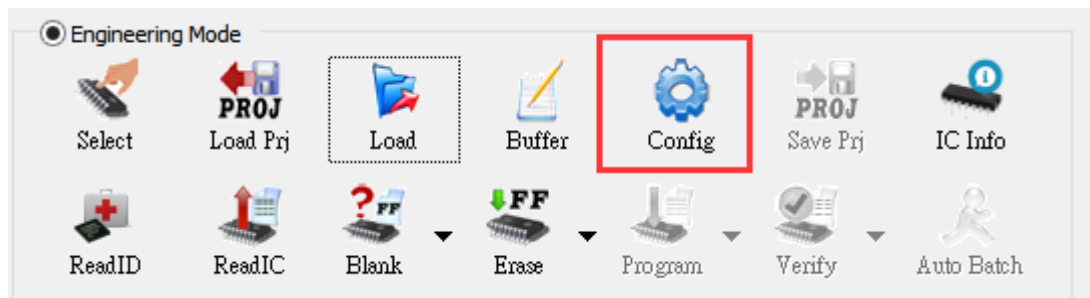 Engineering Mode
PROJ PROJ
Select Load Prj Load Buffer Config Save Prj IC Info
? FF FF
ReadID ReadIC Blank Erase Program Verify Auto Batch